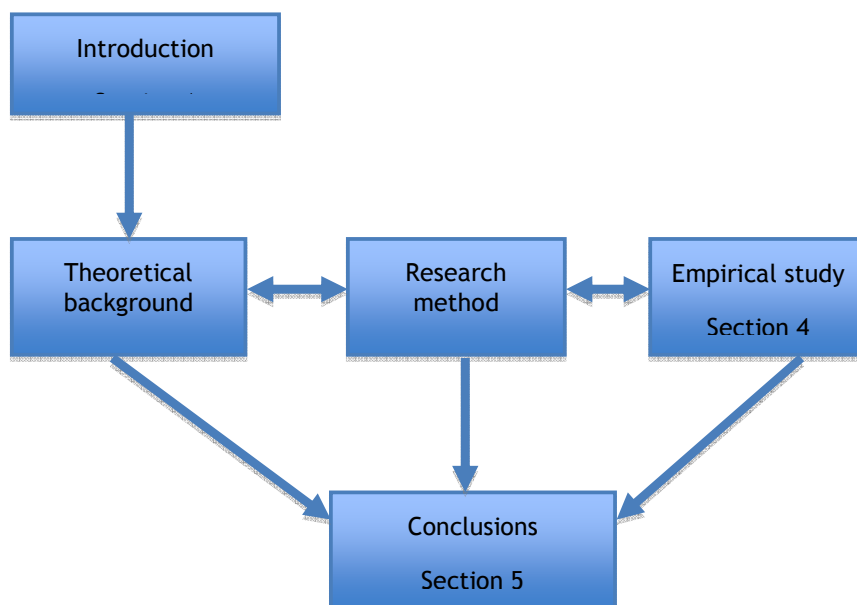 Introduction
Theoretical
background
Research
method
Empirical study
Section 4
Conclusions
Section 5